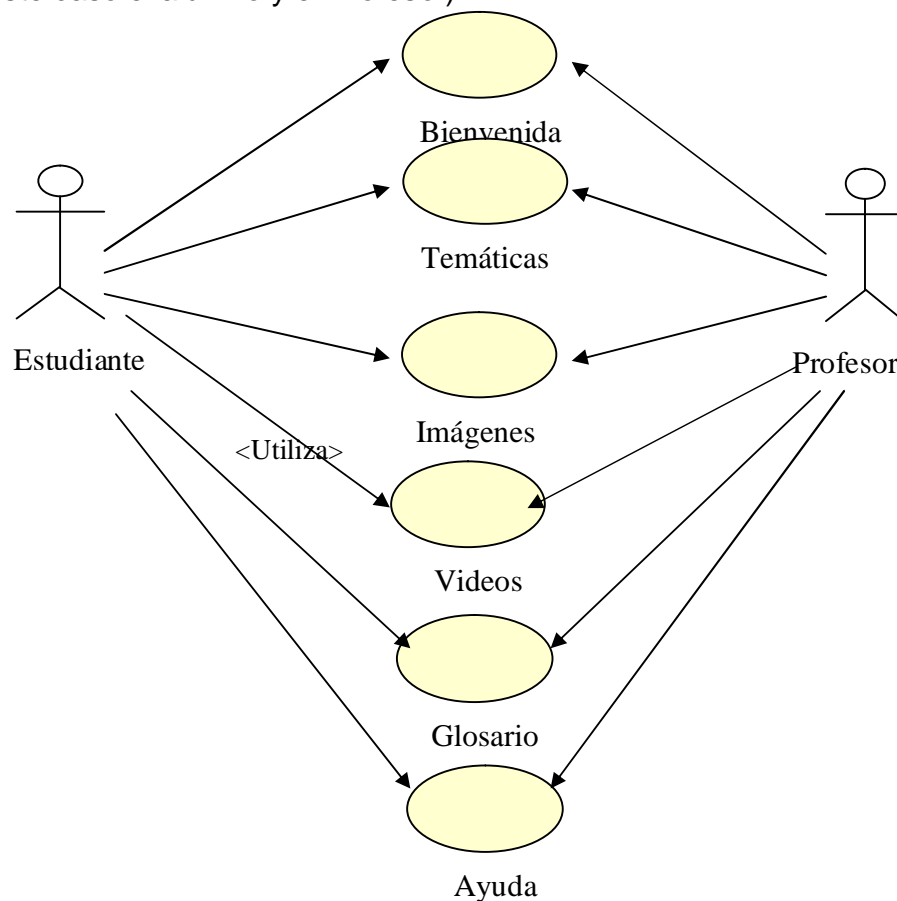 Bienvenida
Temáticas
Estudiante
Profesor
Imágenes
<Utiliza>
Videos
Glosario
Ayuda